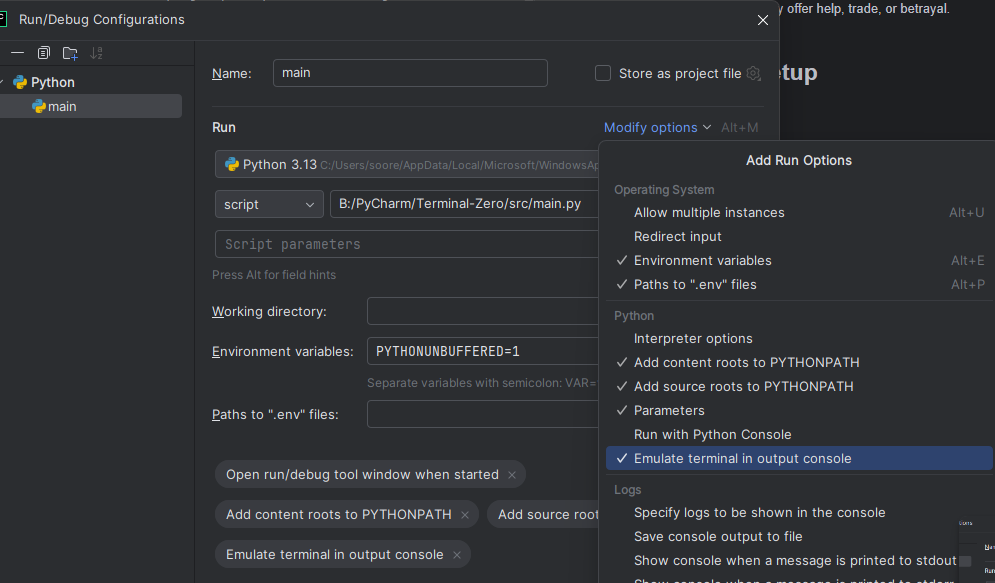 Run/Debug Configurations
y offer help, trade, or betrayal.
Python
main
Name:
main
Store as project file
tup
Run
Modify options
Alt+M
Python 3.13 C:/Users/soore/AppData/Local/Microsoft/WindowsAp
script
B:/PyCharm/Terminal-Zero/src/main.py
Script parameters
Press Alt for field hints
Working directory:
Environment variables:
PYTHONUNBUFFERED=1
Separate variables with semicolon: VAR=
Paths to ".env" files:
Open run/debug tool window when started
Add content roots to PYTHONPATH
Add source root
Emulate terminal in output console
Add Run Options
Operating System
Allow multiple instances Alt+U
Redirect input
Environment variables Alt+E
Paths to ".env" files Alt+P
Python
Interpreter options
Add content roots to PYTHONPATH
Add source roots to PYTHONPATH
Parameters
Run with Python Console
Emulate terminal in output console
Logs
Specify logs to be shown in the console
Save console output to file
Show console when a message is printed to stdout